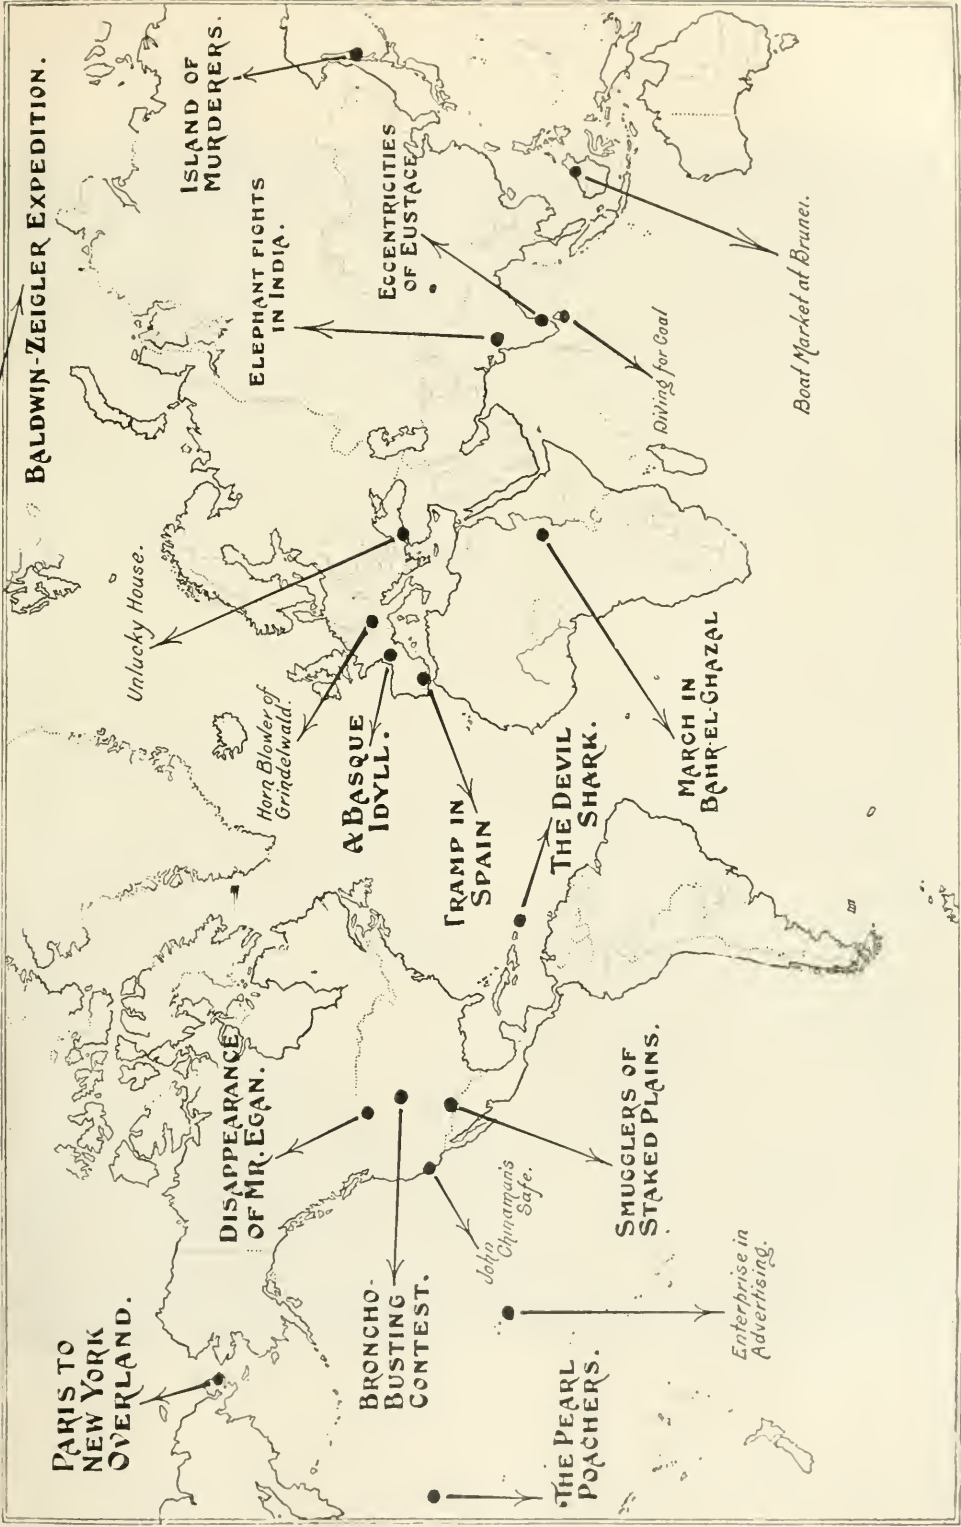 PARIS TO
NEW YORK
OVERLAND.
BALDWIN-ZEIGLER EXPEDITION.
DISAPPEARANCE
OF MR. EGAN.
Unlucky House.
ISLAND OF
MURDERERS.
Horn Blower of
Grindelwald.
ELEPHANT FIGHTS
IN INDIA.
BRONCHO-
BUSTING
CONTEST.
A BASQUE
IDYLL.
ECCENTRICITIES
OF EUSTACE
TRAMP IN
SPAIN
John
Chinaman's
Safe.
THE DEVIL
SHARK.
THE PEARL
POACHERS.
SMUGGLERS OF
STAKED PLAINS.
Diving for Coal
MARCH IN
BAHR-EL-GHAZAL
Enterprise in
Advertising.
Boat Market at Brunei.